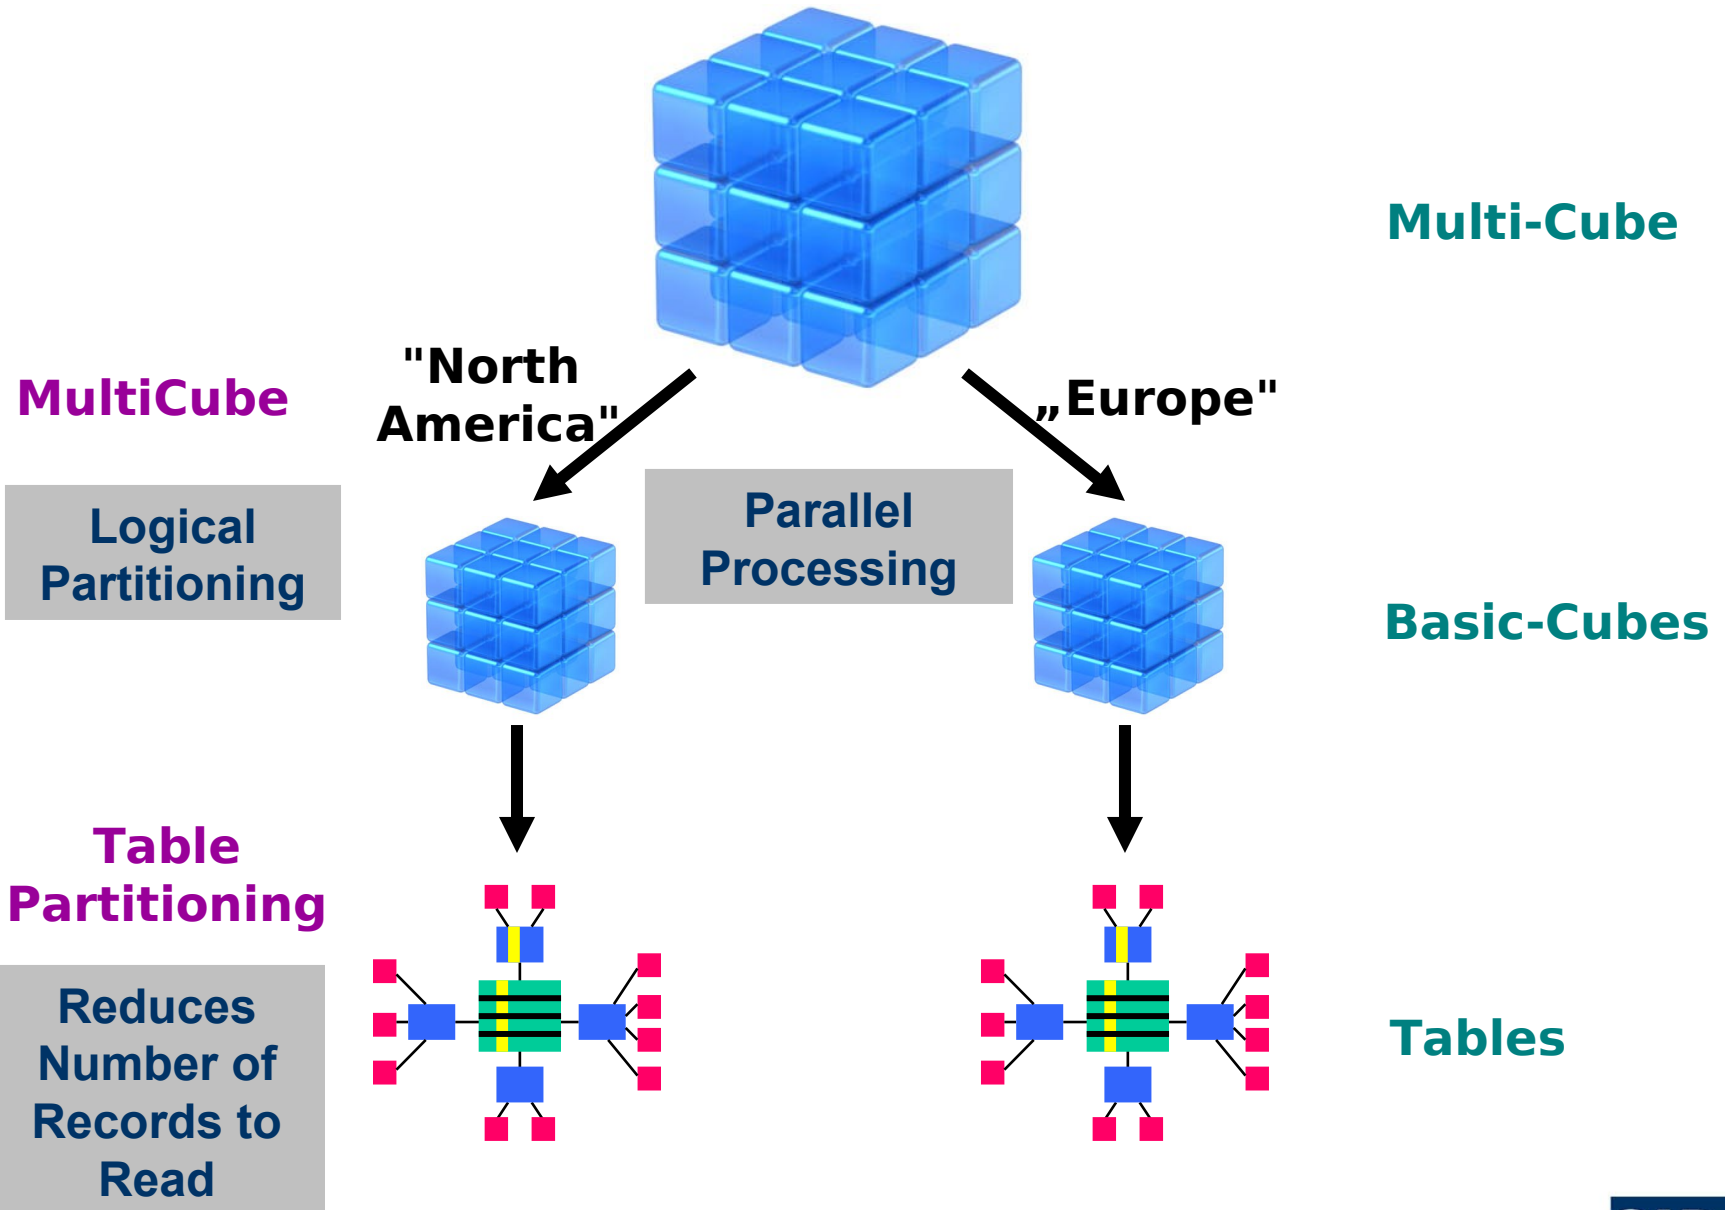 Multi-Cube
"North
America"
„Europe"
MultiCube
Logical
Partitioning
Parallel
Processing
Basic-Cubes
Table
Partitioning
Reduces
Number of
Records to
Read
Tables